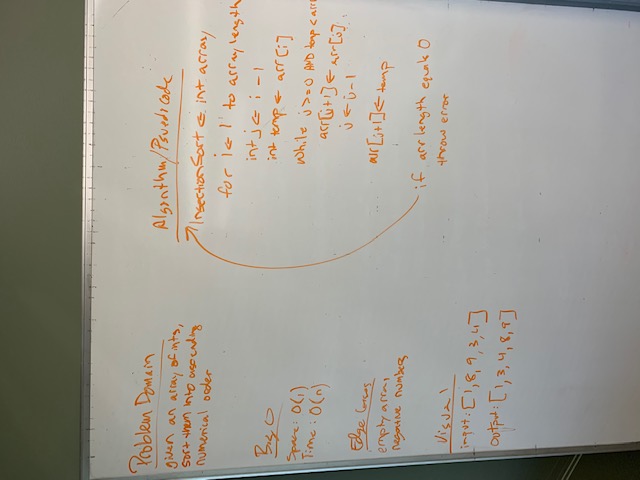 Problem Domain
given an array of ints,
sort them into ascending
numerical order
Big O
Space: O(1)
Time: O(n)
Edge Cases
empty array
negative numbers
Visual
input: [1, 8, 9, 3, 4]
output: [1, 3, 4, 8, 9]
Algorithm/Psuedicode
InsectionSort ← int array
for i ← 1 to array length
int j ← i - 1
int temp ← arr[i]
while j >= 0 AND temp < arr
arr[j+1] ← arr[j]
j ← j-1
arr[j+1] ← temp
if arr length equals 0
throw error